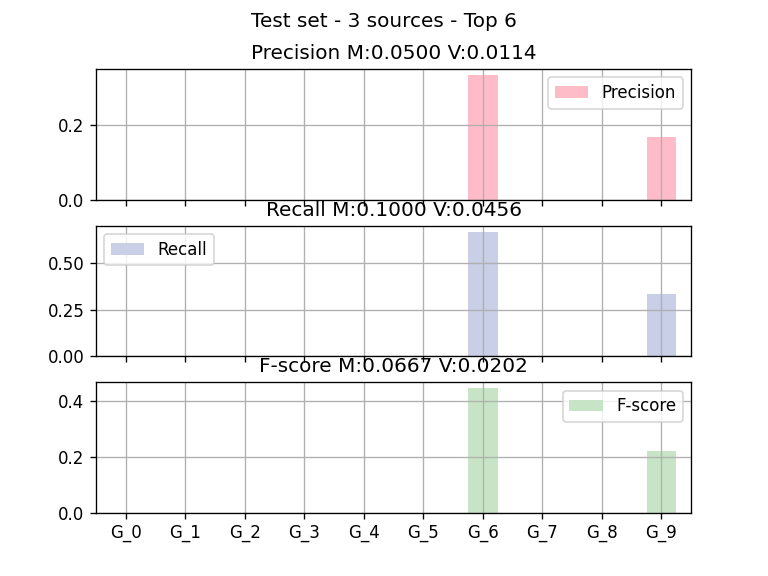 Test set - 3 sources - Top 6
Precision M:0.0500 V:0.0114
0.2
0.0
Precision
Recall M:0.1000 V:0.0456
0.50
0.25
0.00
Recall
F-score M:0.0667 V:0.0202
0.4
0.2
0.0
F-score
G_0 G_1 G_2 G_3 G_4 G_5 G_6 G_7 G_8 G_9